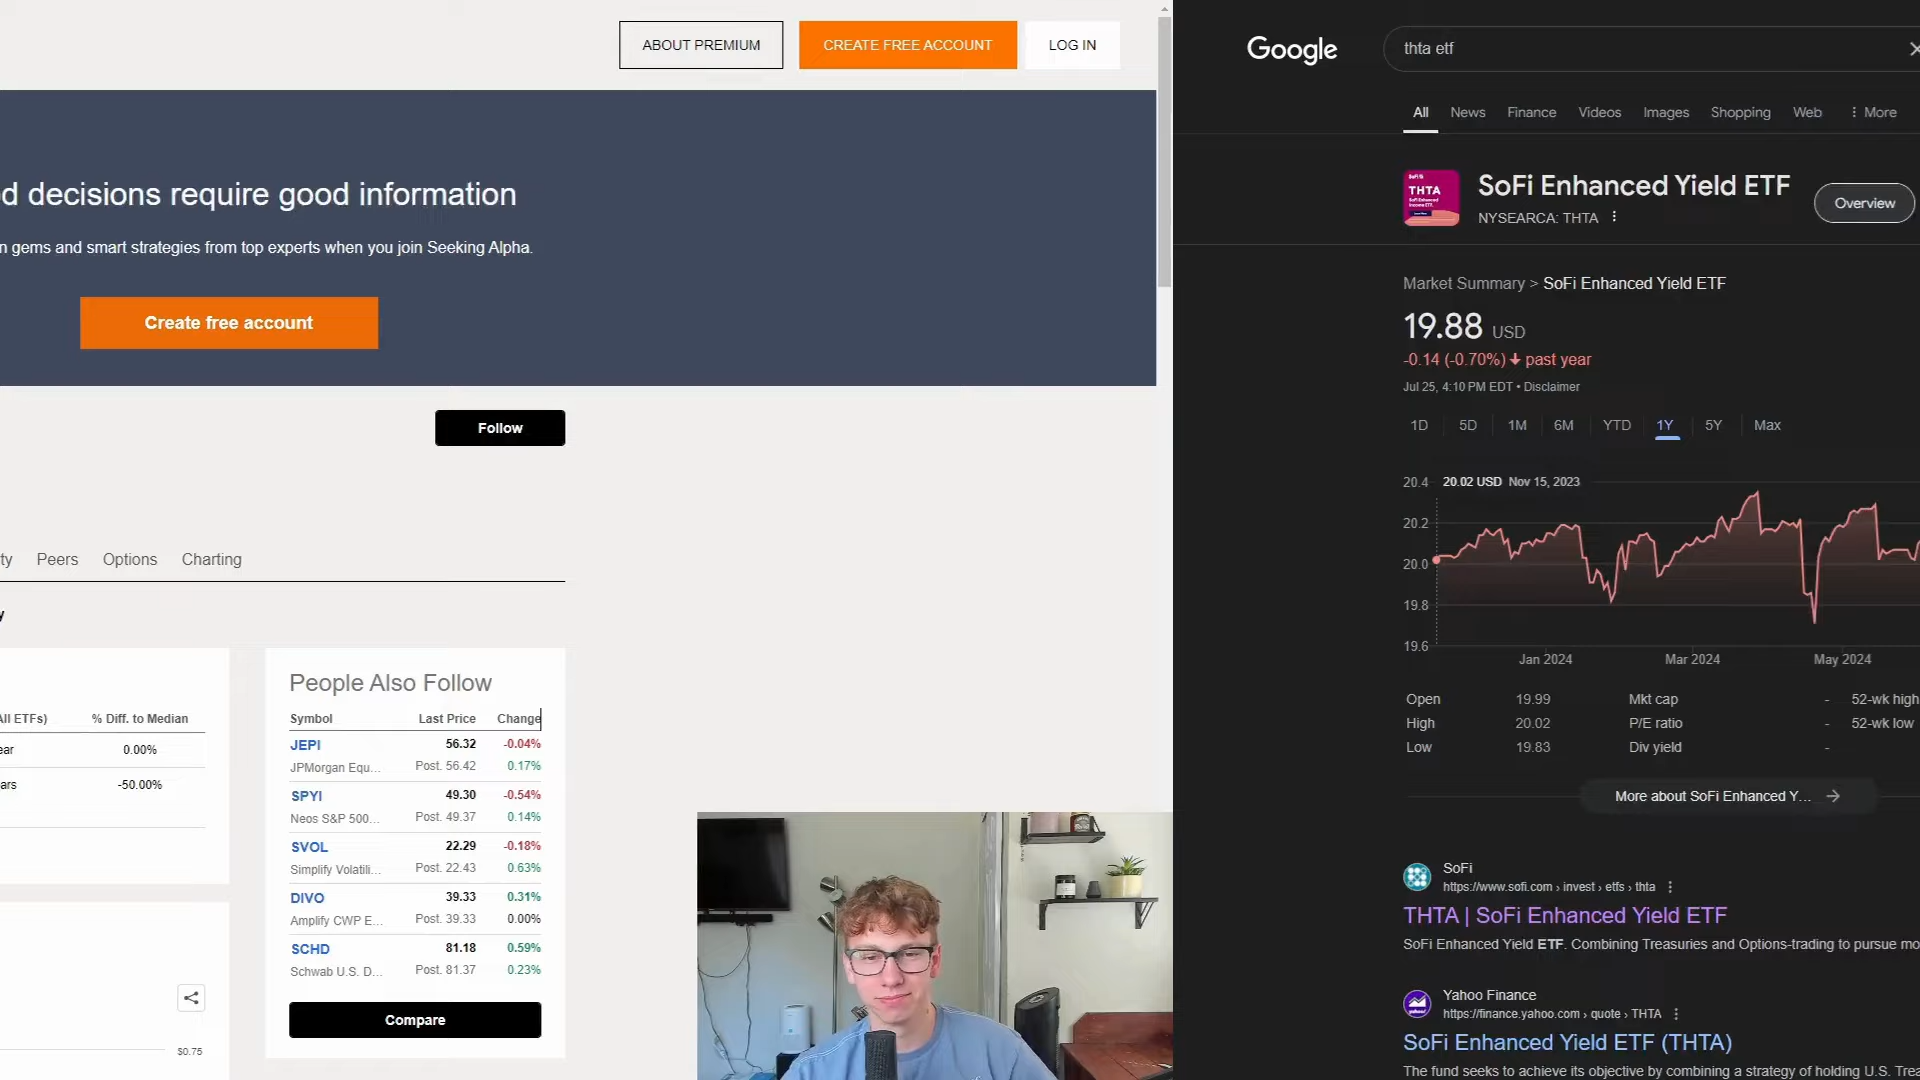 ABOUT PREMIUM
CREATE FREE ACCOUNT
LOG IN
d decisions require good information
n gems and smart strategies from top experts when you join Seeking Alpha.
Create free account
Follow
ty Peers Options Charting
y
All ETFs) % Diff. to Median
ear 0.00%
ars -50.00%
$0.75
People Also Follow
Symbol Last Price Change
JEPI 56.32 -0.04%
JPMorgan Equ... Post. 56.42 0.17%
SPYI 49.30 -0.54%
Neos S&P 500... Post. 49.37 0.14%
SVOL 22.29 -0.18%
Simplify Volatili... Post. 22.43 0.63%
DIVO 39.33 0.31%
Amplify CWP E... Post. 39.33 0.00%
SCHD 81.18 0.59%
Schwab U.S. D... Post. 81.37 0.23%
Compare
Google
thta etf
All News Finance Videos Images Shopping Web More
THTA
SoFi Enhanced Yield ETF
NYSEARCA: THTA
Overview
Market Summary > SoFi Enhanced Yield ETF
19.88 USD
-0.14 (-0.70%) past year
Jul 25, 4:10 PM EDT • Disclaimer
1D 5D 1M 6M YTD 1Y 5Y Max
20.02 USD Nov 15, 2023
20.4
20.2
20.0
19.8
19.6
Jan 2024 Mar 2024 May 2024
Open 19.99 Mkt cap - 52-wk high
High 20.02 P/E ratio - 52-wk low
Low 19.83 Div yield -
More about SoFi Enhanced Y...
SoFi
https://www.sofi.com › invest › etfs › thta
THTA | SoFi Enhanced Yield ETF
SoFi Enhanced Yield ETF. Combining Treasuries and Options-trading to pursue mo
Yahoo Finance
https://finance.yahoo.com › quote › THTA
SoFi Enhanced Yield ETF (THTA)
The fund seeks to achieve its objective by combining a strategy of holding U.S. Trea